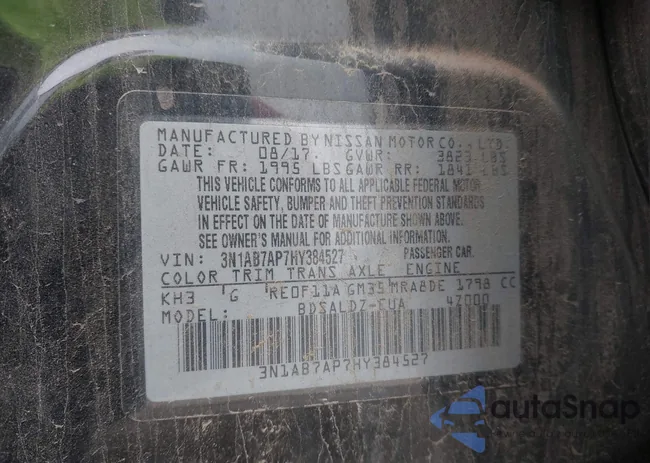 MANUFACTURED BY NISSAN MOTOR CO., LTD.
DATE: 08/17 GVWR: 3823 LBS
GAWR FR: 1995 LBS GAWR RR: 1841 LBS
THIS VEHICLE CONFORMS TO ALL APPLICABLE FEDERAL MOTOR
VEHICLE SAFETY, BUMPER AND THEFT PREVENTION STANDARDS
IN EFFECT ON THE DATE OF MANUFACTURE SHOWN ABOVE.
SEE OWNER'S MANUAL FOR ADDITIONAL INFORMATION.
VIN: 3N1AB7AP7HY384527 PASSENGER CAR.
COLOR TRIM TRANS AXLE ENGINE
KH3 G RE0F11A GM35 MRA8DE 1798 CC
MODEL: BDSALDZ-EUA 42000
3N1AB7AP7HY384527
autoSnap